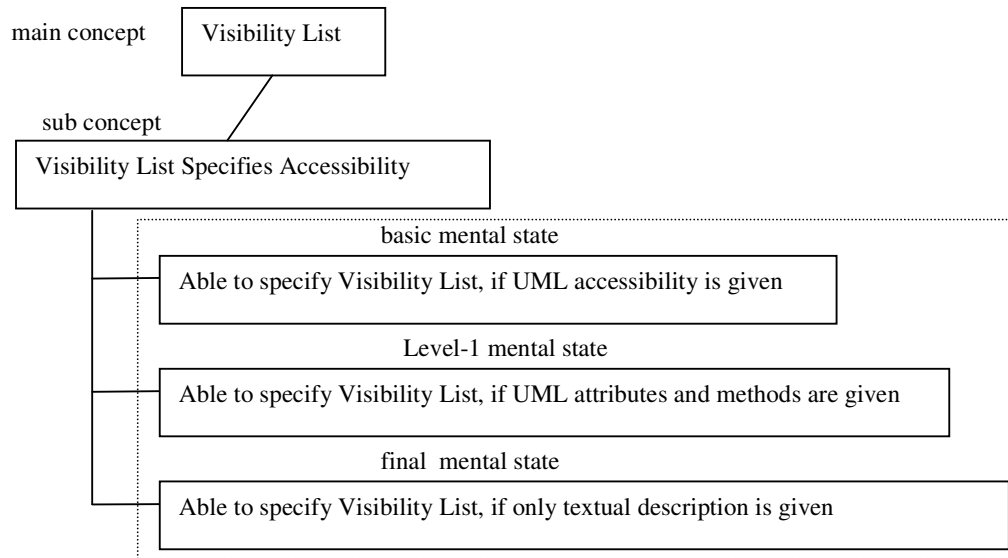 main concept
Visibility List
sub concept
Visibility List Specifies Accessibility
basic mental state
Able to specify Visibility List, if UML accessibility is given
Level-1 mental state
Able to specify Visibility List, if UML attributes and methods are given
final mental state
Able to specify Visibility List, if only textual description is given